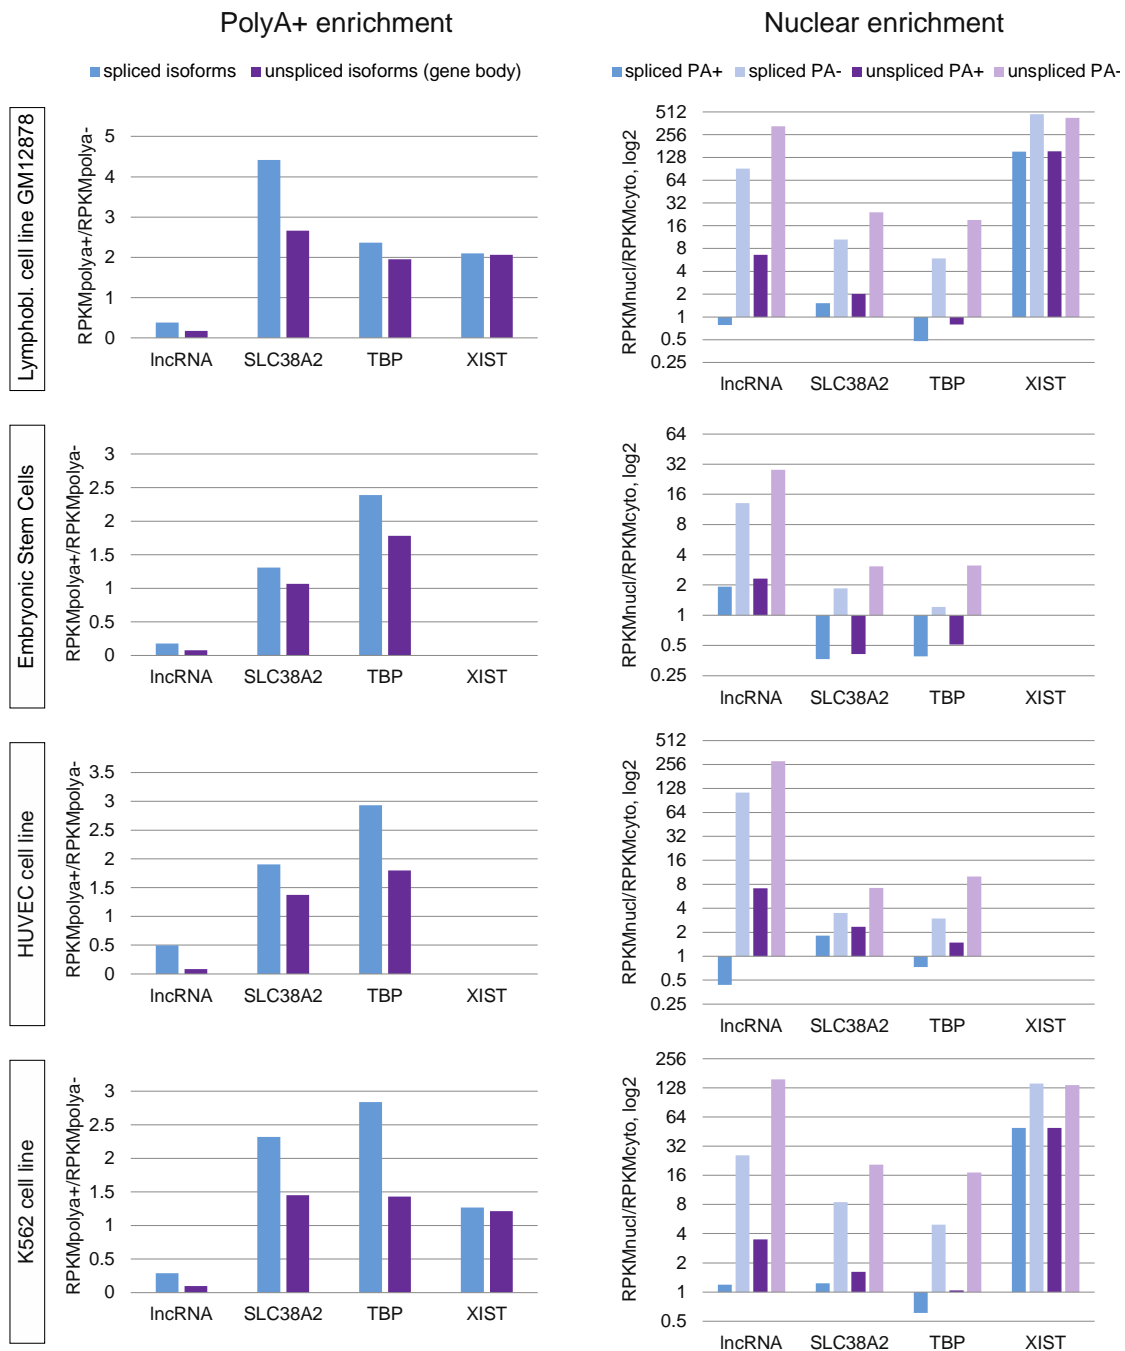 PolyA+ enrichment
Nuclear enrichment
spliced isoforms unspliced isoforms (gene body)
spliced PA+ spliced PA- unspliced PA+ unspliced PA-
Lymphobl. cell line GM12878
RPKMpolya+/RPKMpolya-
5
4
3
2
1
0
lncRNA SLC38A2 TBP XIST
RPKMnucl/RPKMcyto, log2
512
256
128
64
32
16
8
4
2
1
0.5
0.25
lncRNA SLC38A2 TBP XIST
Embryonic Stem Cells
RPKMpolya+/RPKMpolya-
3
2.5
2
1.5
1
0.5
0
lncRNA SLC38A2 TBP XIST
RPKMnucl/RPKMcyto, log2
64
32
16
8
4
2
1
0.5
0.25
lncRNA SLC38A2 TBP XIST
HUVEC cell line
RPKMpolya+/RPKMpolya-
3.5
3
2.5
2
1.5
1
0.5
0
lncRNA SLC38A2 TBP XIST
RPKMnucl/RPKMcyto, log2
512
256
128
64
32
16
8
4
2
1
0.5
0.25
lncRNA SLC38A2 TBP XIST
K562 cell line
RPKMpolya+/RPKMpolya-
3
2.5
2
1.5
1
0.5
0
lncRNA SLC38A2 TBP XIST
RPKMnucl/RPKMcyto, log2
256
128
64
32
16
8
4
2
1
0.5
lncRNA SLC38A2 TBP XIST